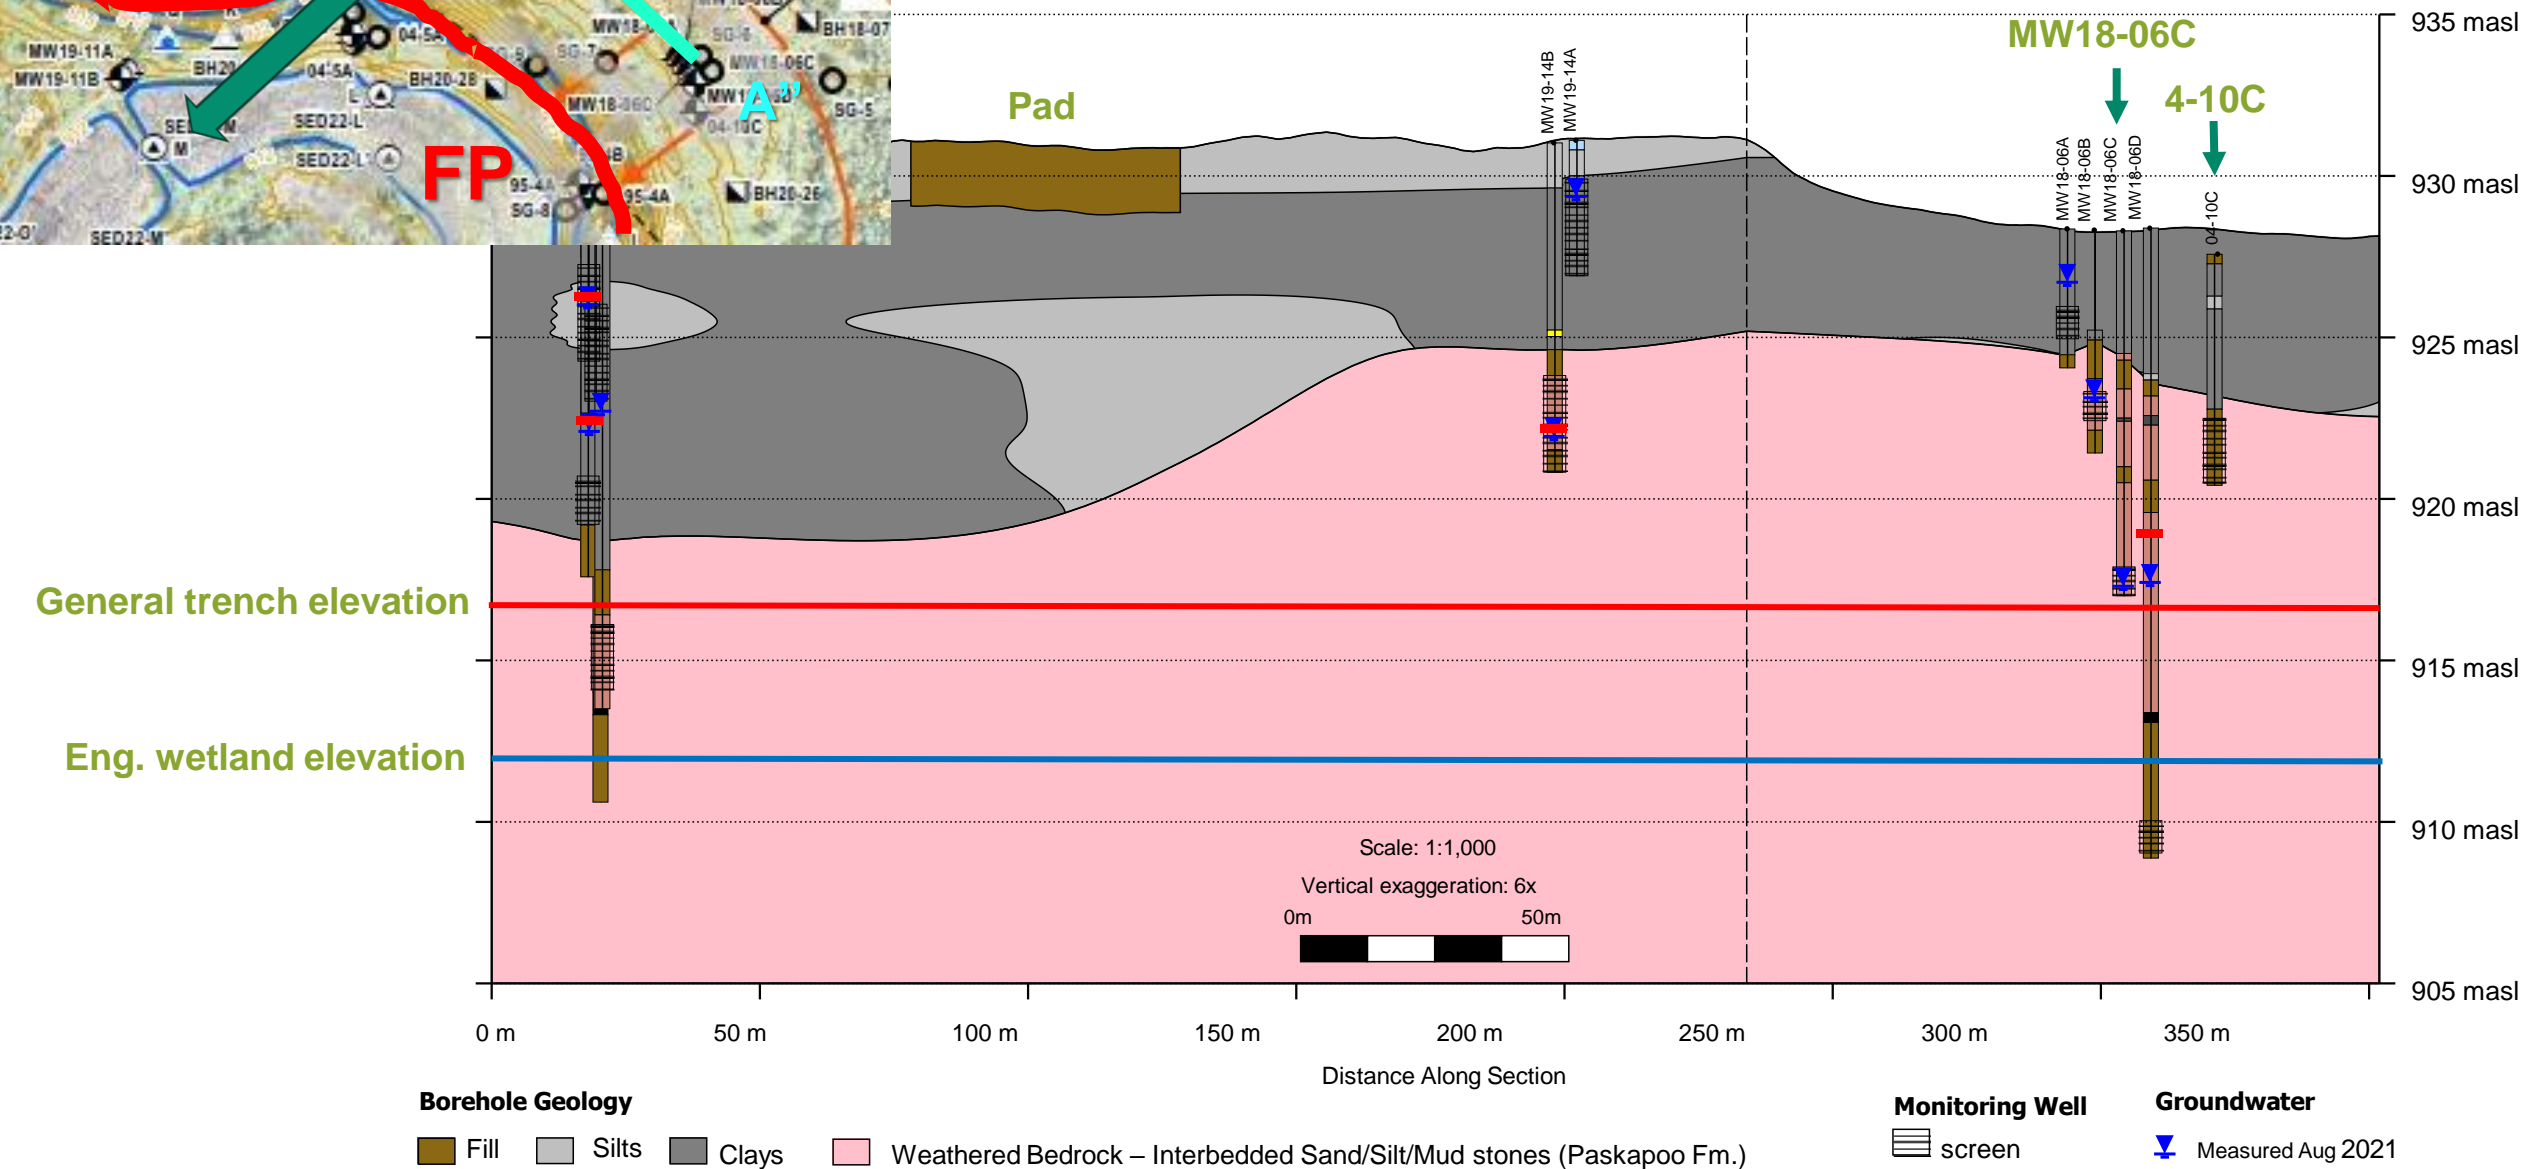 MW19-11A
MW19-11B
BH20
04-5A
04-5A
BH20-28
SG-7
SG-6
BH18-07
MW18-06C
MW18-06C
A”
04-10C
SG-5
SED22-L
L
M
SED22-L'
FP
95-4A
95-4A
SG-8
BH20-26
SED22-M'
935 masl
930 masl
925 masl
920 masl
915 masl
910 masl
905 masl
Pad
MW19-14B
MW19-14A
MW18-06C
4-10C
MW18-06A
MW18-06B
MW18-06C
MW18-06D
04-10C
General trench elevation
Eng. wetland elevation
Scale: 1:1,000
Vertical exaggeration: 6x
0m 50m
0 m 50 m 100 m 150 m 200 m 250 m 300 m 350 m
Distance Along Section
Borehole Geology
Fill Silts Clays Weathered Bedrock – Interbedded Sand/Silt/Mud stones (Paskapoo Fm.)
Monitoring Well
screen
Groundwater
Measured Aug 2021